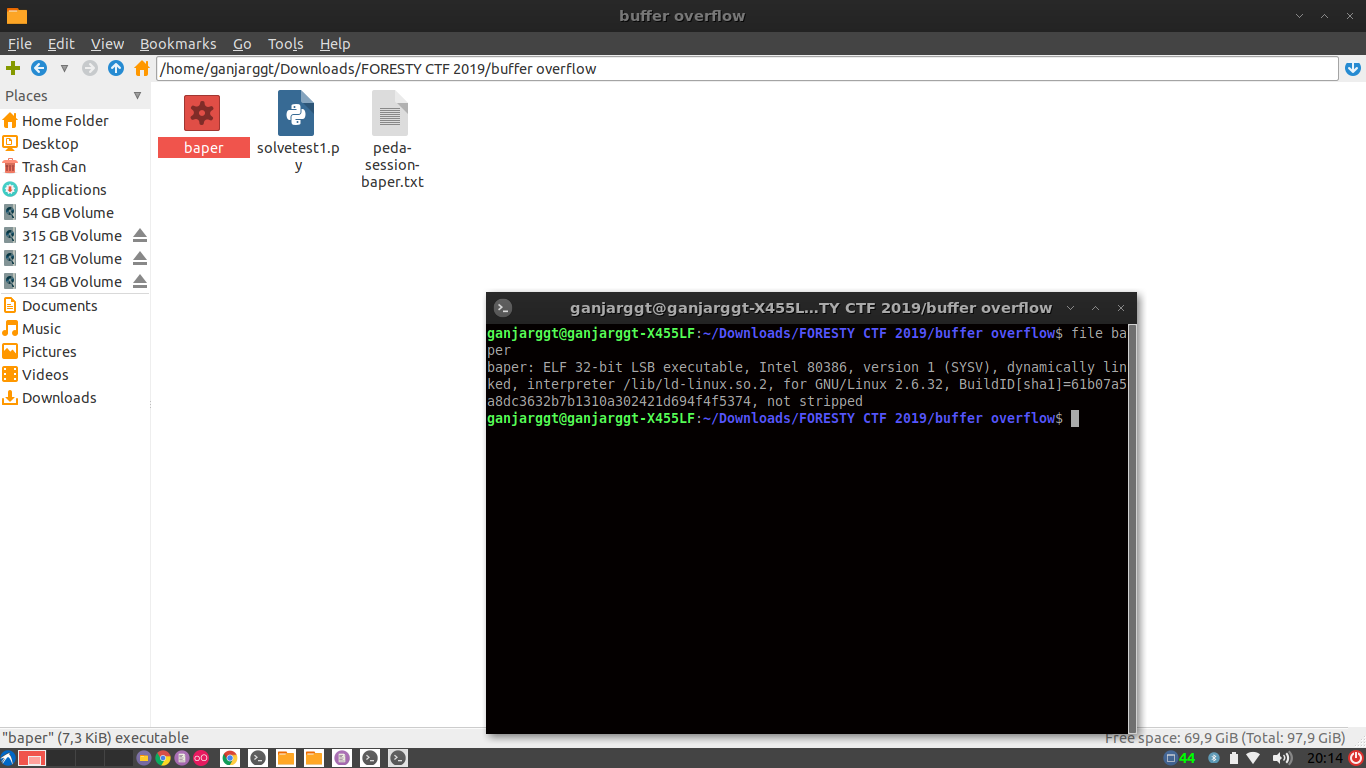 buffer overflow
File Edit View Bookmarks Go Tools Help
/home/ganjarggt/Downloads/FORESTY CTF 2019/buffer overflow
Places
Home Folder
Desktop
Trash Can
Applications
54 GB Volume
315 GB Volume
121 GB Volume
134 GB Volume
Documents
Music
Pictures
Videos
Downloads
baper
solvetest1.p
y
peda-
session-
baper.txt
ganjarggt@ganjarggt-X455L...TY CTF 2019/buffer overflow
ganjarggt@ganjarggt-X455LF:~/Downloads/FORESTY CTF 2019/buffer overflow$ file ba
per
baper: ELF 32-bit LSB executable, Intel 80386, version 1 (SYSV), dynamically lin
ked, interpreter /lib/ld-linux.so.2, for GNU/Linux 2.6.32, BuildID[sha1]=61b07a5
a8dc3632b7b1310a302421d694f4f5374, not stripped
ganjarggt@ganjarggt-X455LF:~/Downloads/FORESTY CTF 2019/buffer overflow$
"baper" (7,3 KiB) executable
Free space: 69,9 GiB (Total: 97,9 GiB)
44
20:14